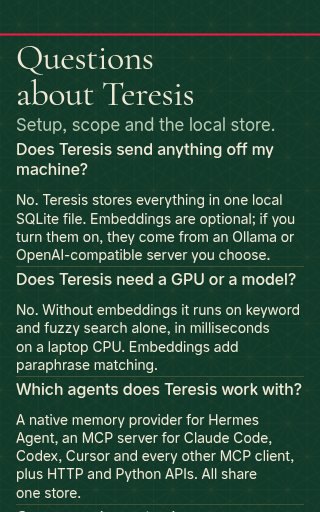 Questions
about Teresis
Setup, scope and the local store.
Does Teresis send anything off my
machine?
No. Teresis stores everything in one local
SQLite file. Embeddings are optional; if you
turn them on, they come from an Ollama or
OpenAI-compatible server you choose.
Does Teresis need a GPU or a model?
No. Without embeddings it runs on keyword
and fuzzy search alone, in milliseconds
on a laptop CPU. Embeddings add
paraphrase matching.
Which agents does Teresis work with?
A native memory provider for Hermes
Agent, an MCP server for Claude Code,
Codex, Cursor and every other MCP client,
plus HTTP and Python APIs. All share
one store.